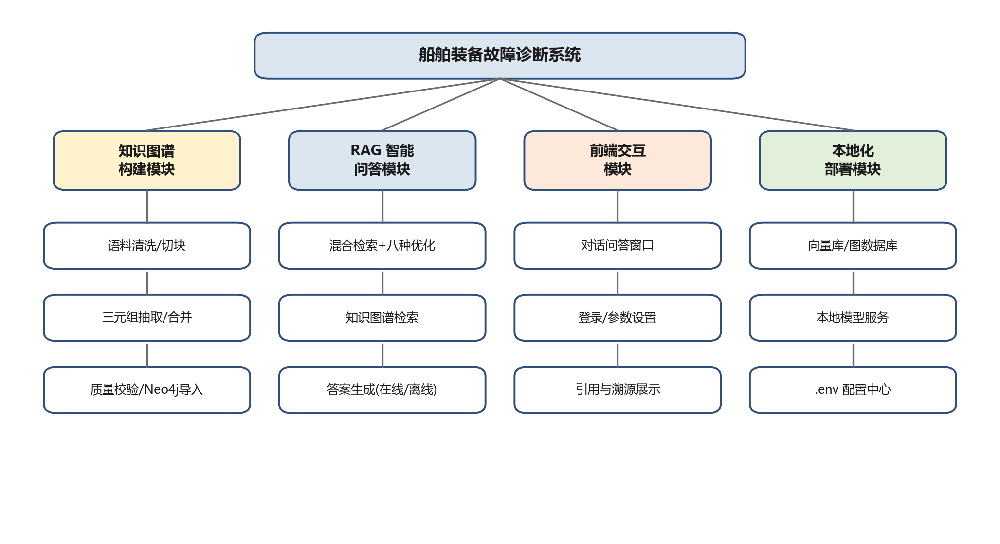 船舶装备故障诊断系统
知识图谱
构建模块
RAG 智能
问答模块
前端交互
模块
本地化
部署模块
语料清洗/切块
混合检索+八种优化
对话问答窗口
向量库/图数据库
三元组抽取/合并
知识图谱检索
登录/参数设置
本地模型服务
质量校验/Neo4j导入
答案生成(在线/离线)
引用与溯源展示
.env 配置中心